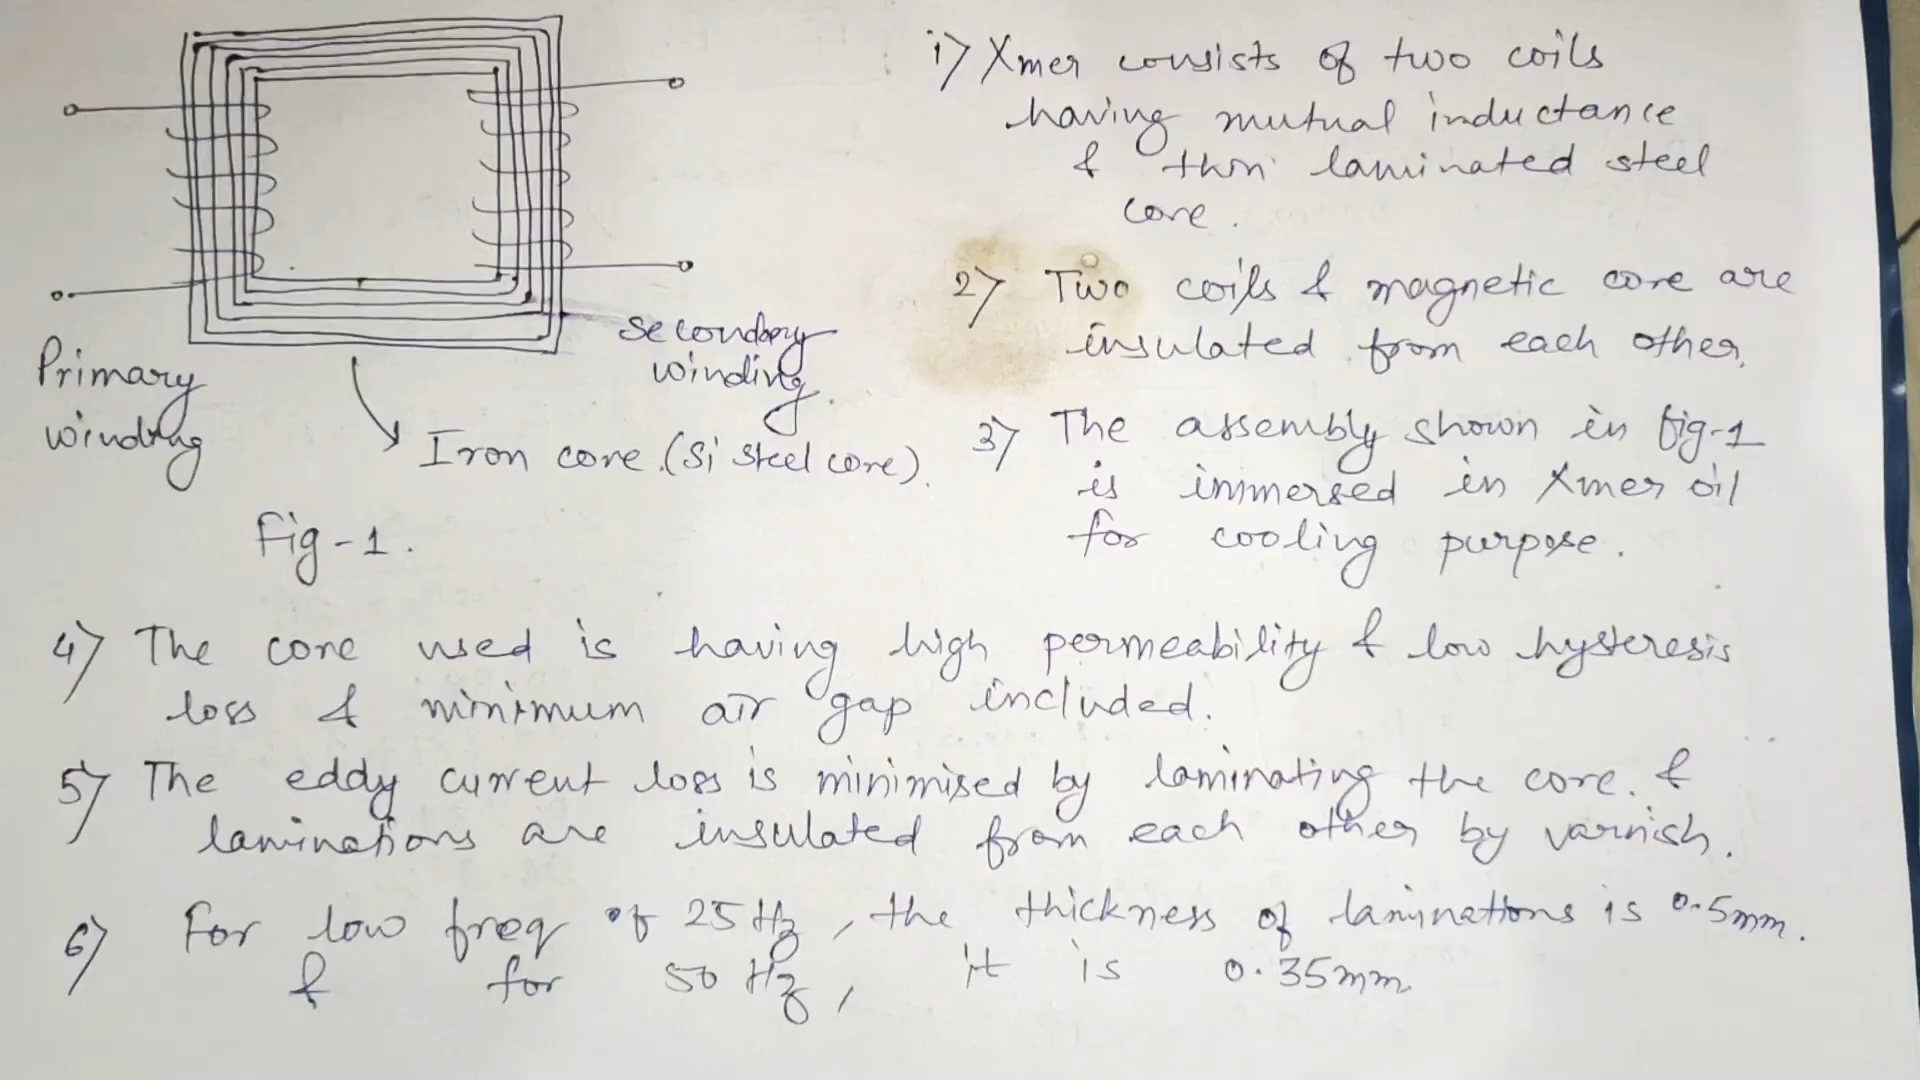 Primary
winding
secondary
winding.
Iron core. (Si steel core).
Fig-1.
1) Xmer consists of two coils
having mutual inductance
& thin laminated steel
core.
2) Two coils & magnetic core are
insulated from each other.
3) The assembly shown in fig-1
is immersed in Xmer oil
for cooling purpose.
4) The core used is having high permeability & low hysteresis
loss & minimum air gap included.
5) The eddy current loss is minimised by laminating the core. &
laminations are insulated from each other by varnish.
6) For low freq of 25 Hz, the thickness of laminations is 0.5mm.
& for 50 Hz, it is 0.35mm